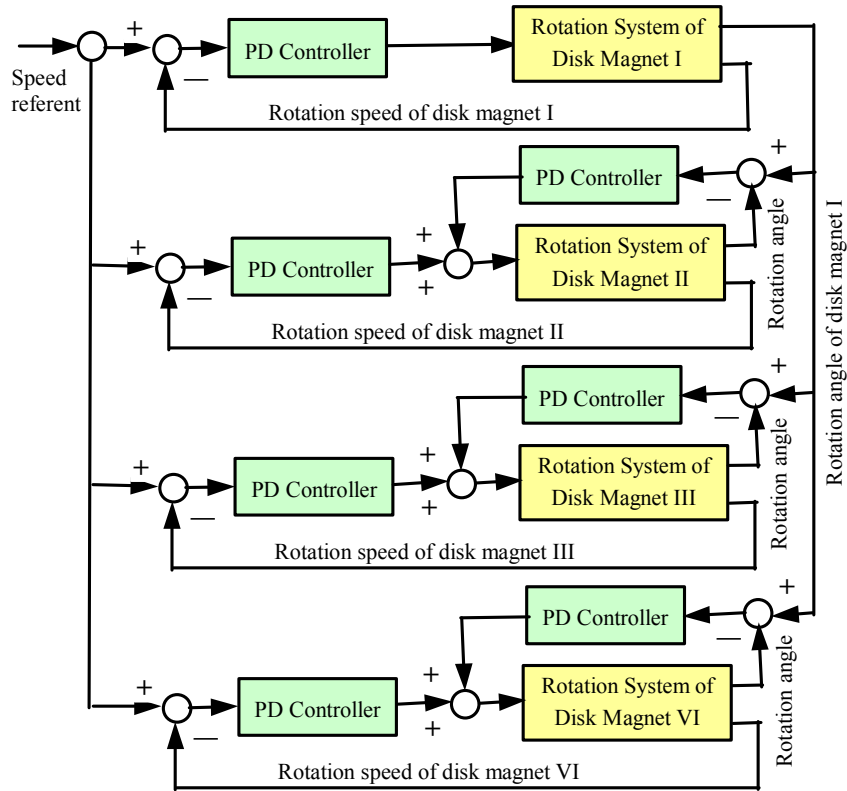 +
PD Controller
Rotation System of
Disk Magnet I
Speed
referent
—
Rotation speed of disk magnet I
+
PD Controller
—
Rotation angle
Rotation angle of disk magnet I
+
—
PD Controller
+
+
Rotation System of
Disk Magnet II
Rotation speed of disk magnet II
+
PD Controller
—
Rotation angle
+
—
PD Controller
+
+
Rotation System of
Disk Magnet III
Rotation speed of disk magnet III
+
PD Controller
—
Rotation angle
+
—
PD Controller
+
+
Rotation System of
Disk Magnet VI
Rotation speed of disk magnet VI